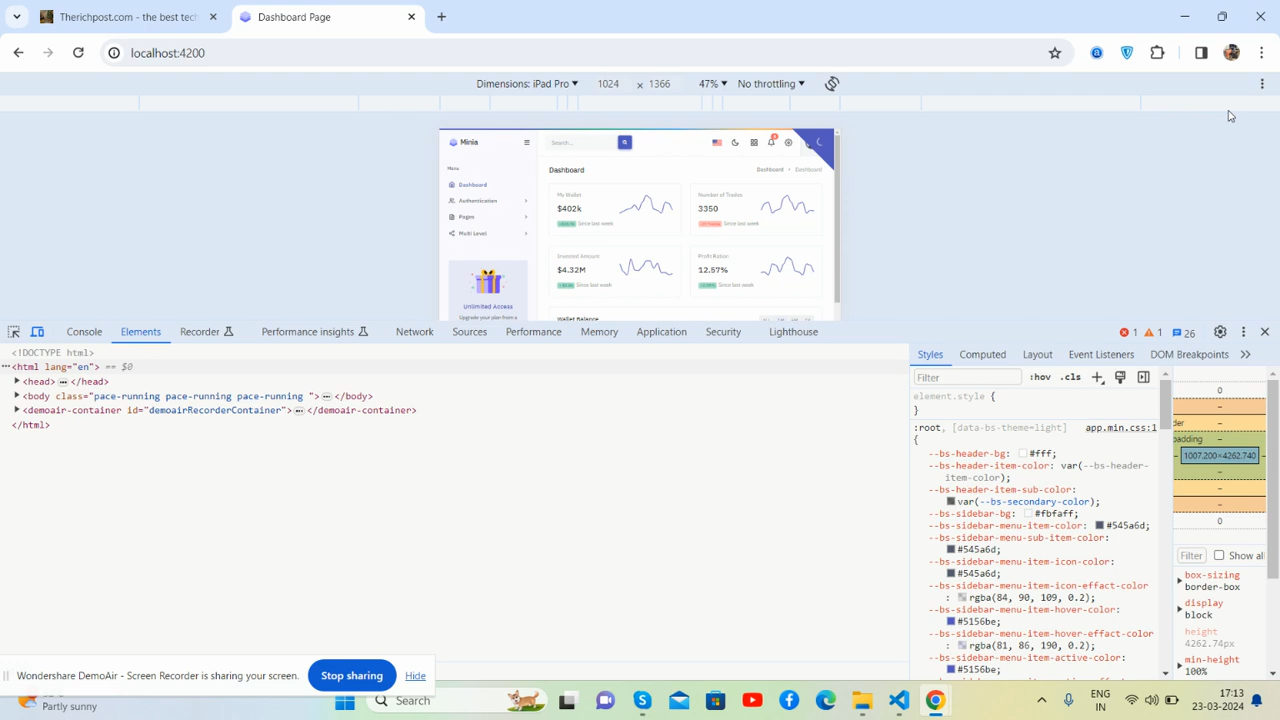 Therichpost.com - the best tech
Dashboard Page
localhost:4200
Dimensions: iPad Pro
1024
×
1366
47%
No throttling
Minia
Search...
Menu
Dashboard
Authentication
Pages
Multi Level
Unlimited Access
Upgrade your plan from a
Dashboard
Dashboard
Dashboard
My Wallet
$402k
Since last week
Number of Trades
3350
Since last week
Invested Amount
$4.32M
Since last week
Profit Ration
12.57%
Since last week
Wallet Balance
Console
Elements
Recorder
Performance insights
Network
Sources
Performance
Memory
Application
Security
Lighthouse
1
1
26
<!DOCTYPE html>
<html lang="en"> == $0
<head> … </head>
<body class="pace-running pace-running pace-running "> … </body>
<demoair-container id="demoairRecorderContainer"> … </demoair-container>
</html>
Styles
Computed
Layout
Event Listeners
DOM Breakpoints
Filter
:hov
.cls
element.style {
}
:root, [data-bs-theme=light]
app.min.css:1
{
--bs-header-bg: #fff;
--bs-header-item-color: var(--bs-header-
item-color);
--bs-header-item-sub-color:
var(--bs-secondary-color);
--bs-sidebar-bg: #fbfaff;
--bs-sidebar-menu-item-color: #545a6d;
--bs-sidebar-menu-sub-item-color:
#545a6d;
--bs-sidebar-menu-item-icon-color:
#545a6d;
--bs-sidebar-menu-item-icon-effact-color
: rgba(84, 90, 109, 0.2);
--bs-sidebar-menu-item-hover-color:
#5156be;
--bs-sidebar-menu-item-hover-effact-color
: rgba(81, 86, 190, 0.2);
--bs-sidebar-menu-item-active-color:
#5156be;
0
–
der
–
padding –
1007.200×4262.740
–
–
–
0
Filter
Show all
box-sizing
border-box
display
block
height
4262.74px
min-height
100%
Wondershare DemoAir - Screen Recorder is sharing your screen.
Stop sharing
Hide
Partly sunny
Search
ENG
IN
17:13
23-03-2024